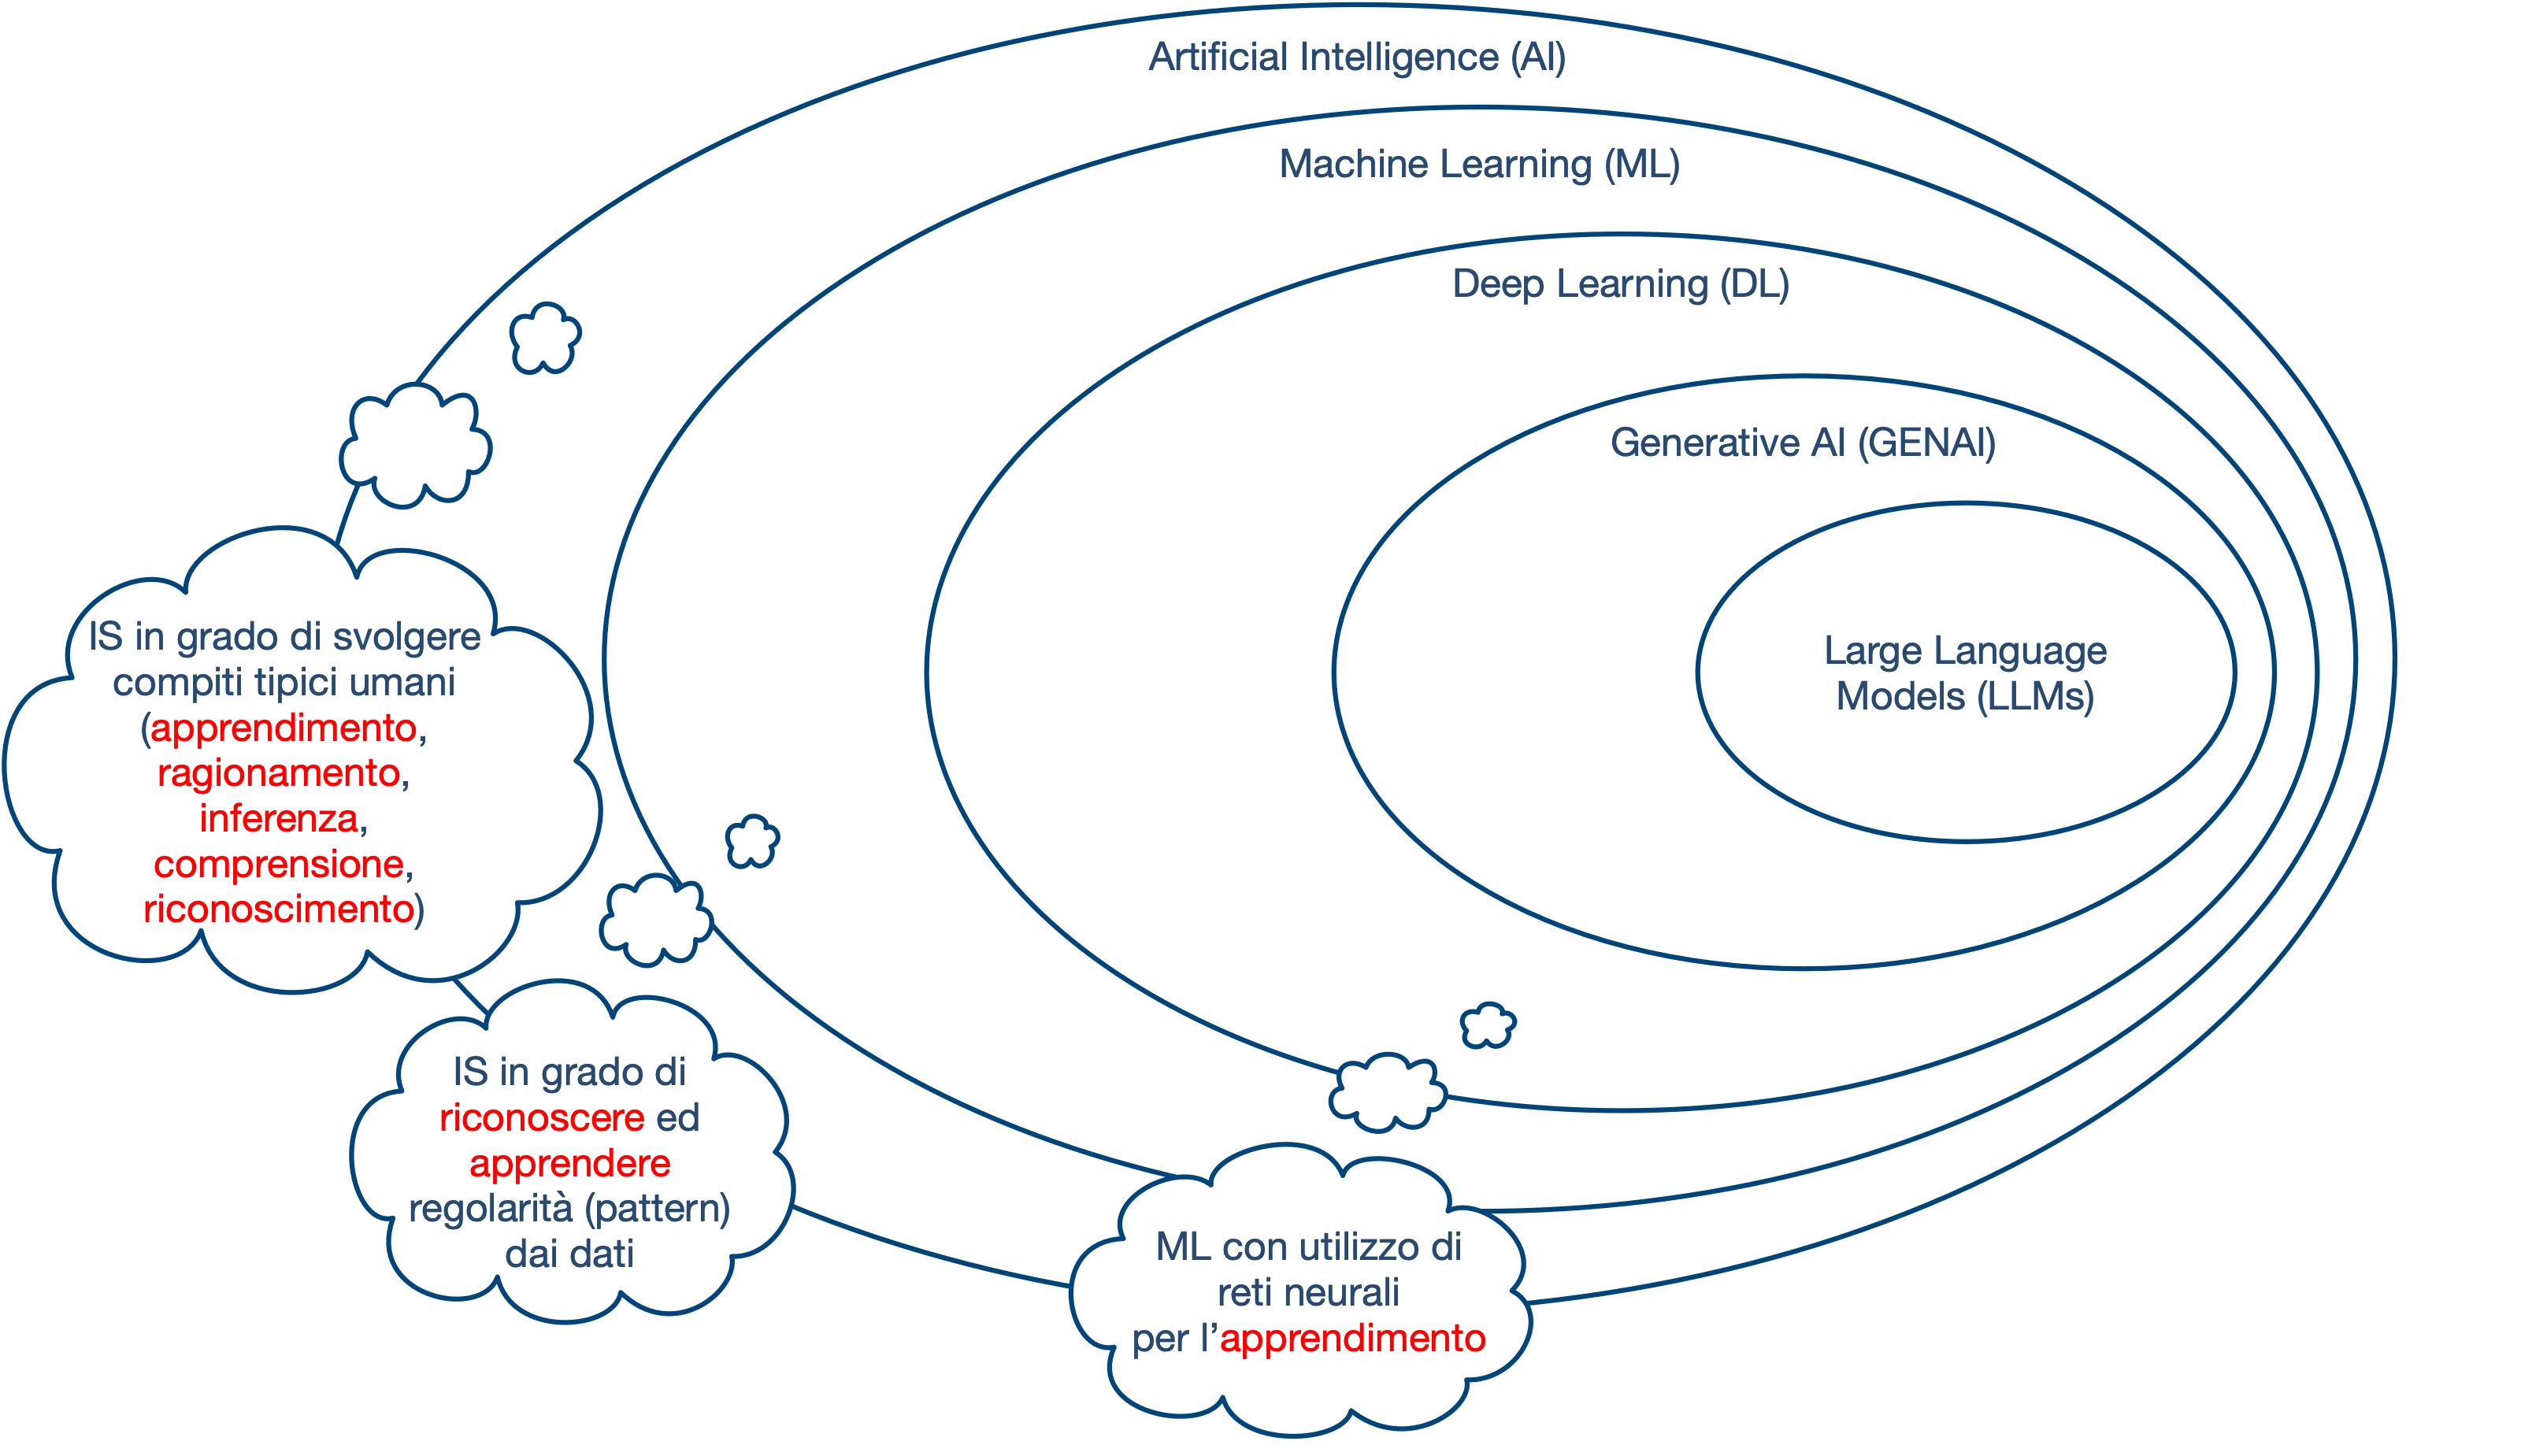 Artificial Intelligence (AI)
Machine Learning (ML)
Deep Learning (DL)
Generative AI (GENAI)
Large Language
Models (LLMs)
IS in grado di svolgere
compiti tipici umani
(apprendimento,
ragionamento,
inferenza,
comprensione,
riconoscimento)
IS in grado di
riconoscere ed
apprendere
regolarità (pattern)
dai dati
ML con utilizzo di
reti neurali
per l’apprendimento